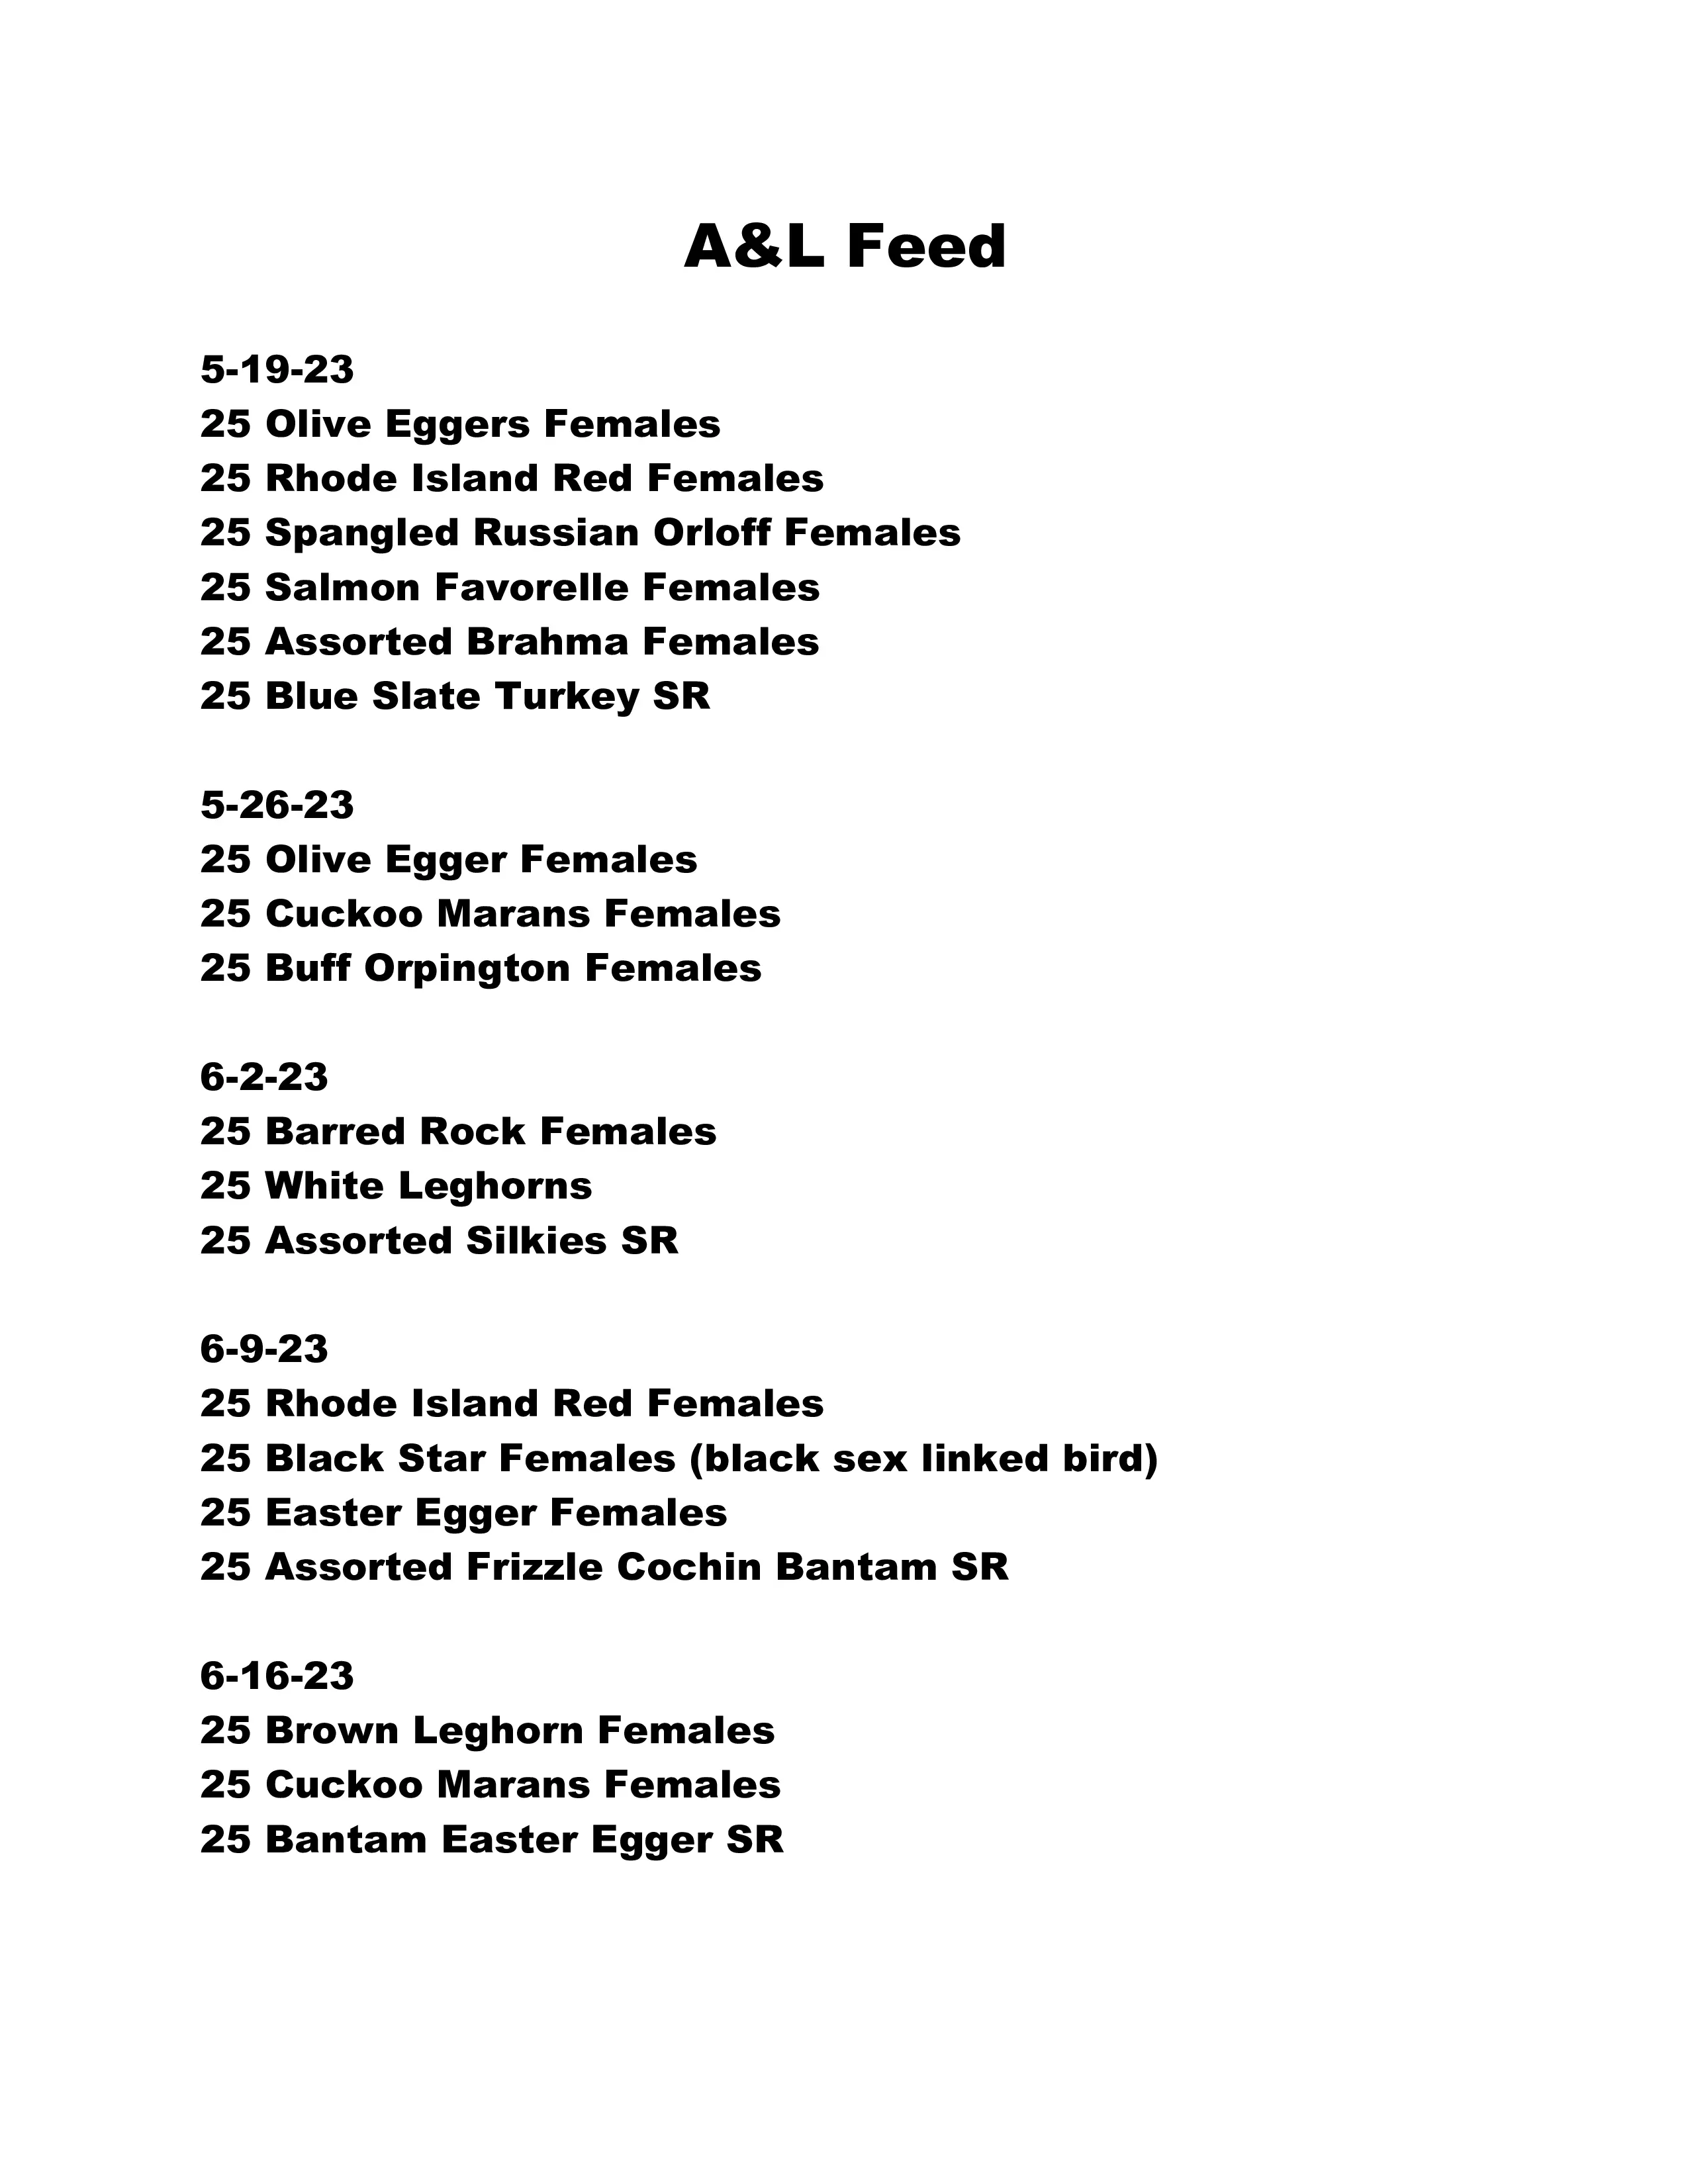 A&L Feed
5-19-23
25 Olive Eggers Females
25 Rhode Island Red Females
25 Spangled Russian Orloff Females
25 Salmon Favorelle Females
25 Assorted Brahma Females
25 Blue Slate Turkey SR
5-26-23
25 Olive Egger Females
25 Cuckoo Marans Females
25 Buff Orpington Females
6-2-23
25 Barred Rock Females
25 White Leghorns
25 Assorted Silkies SR
6-9-23
25 Rhode Island Red Females
25 Black Star Females (black sex linked bird)
25 Easter Egger Females
25 Assorted Frizzle Cochin Bantam SR
6-16-23
25 Brown Leghorn Females
25 Cuckoo Marans Females
25 Bantam Easter Egger SR